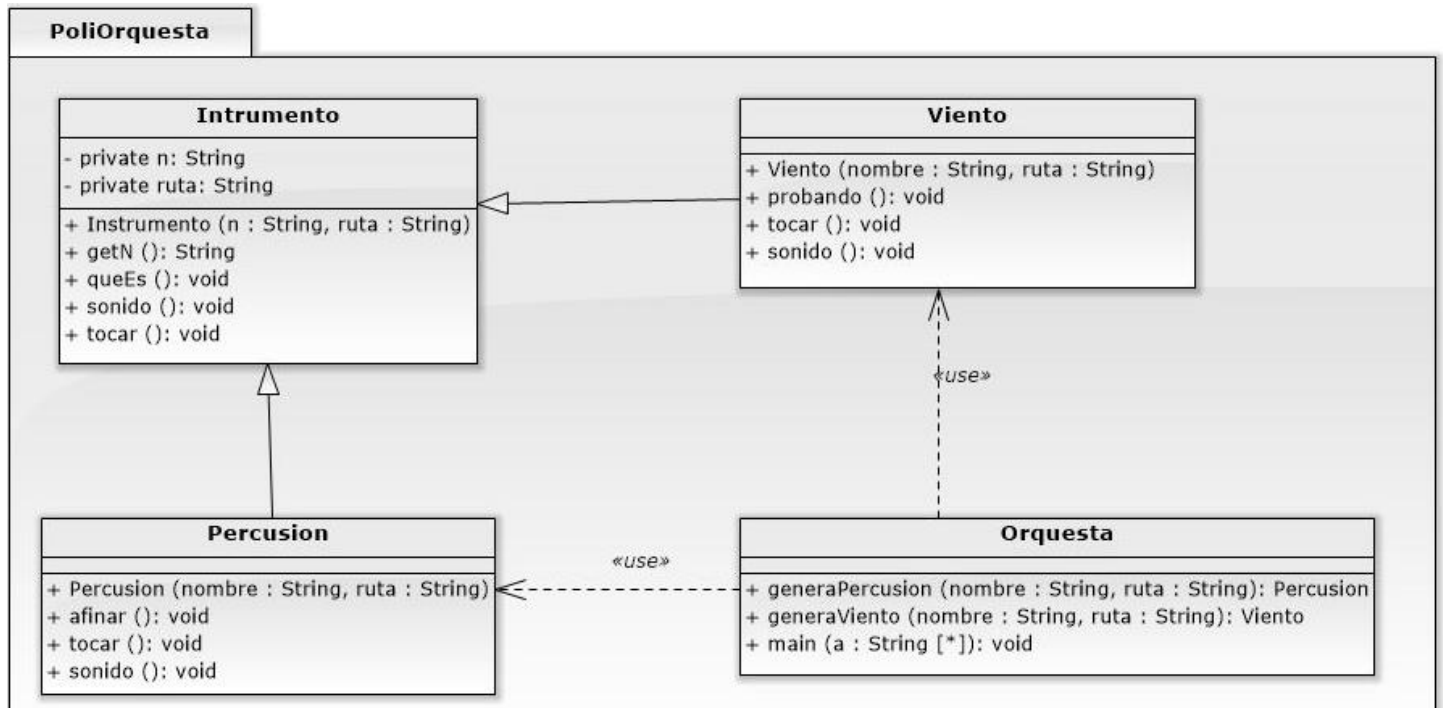 PoliOrquesta
Intrumento
- private n: String
- private ruta: String
+ Instrumento (n : String, ruta : String)
+ getN (): String
+ queEs (): void
+ sonido (): void
+ tocar (): void
Viento
+ Viento (nombre : String, ruta : String)
+ probando (): void
+ tocar (): void
+ sonido (): void
«use»
Percusion
+ Percusion (nombre : String, ruta : String)
+ afinar (): void
+ tocar (): void
+ sonido (): void
«use»
Orquesta
+ generaPercusion (nombre : String, ruta : String): Percusion
+ generaViento (nombre : String, ruta : String): Viento
+ main (a : String [*]): void